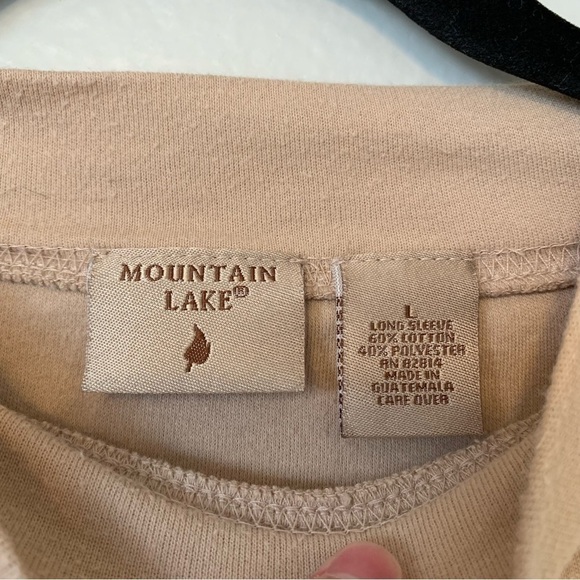 MOUNTAIN
LAKE®
L
LONG SLEEVE
60% COTTON
40% POLYESTER
RN 82814
MADE IN
GUATEMALA
CARE OVER